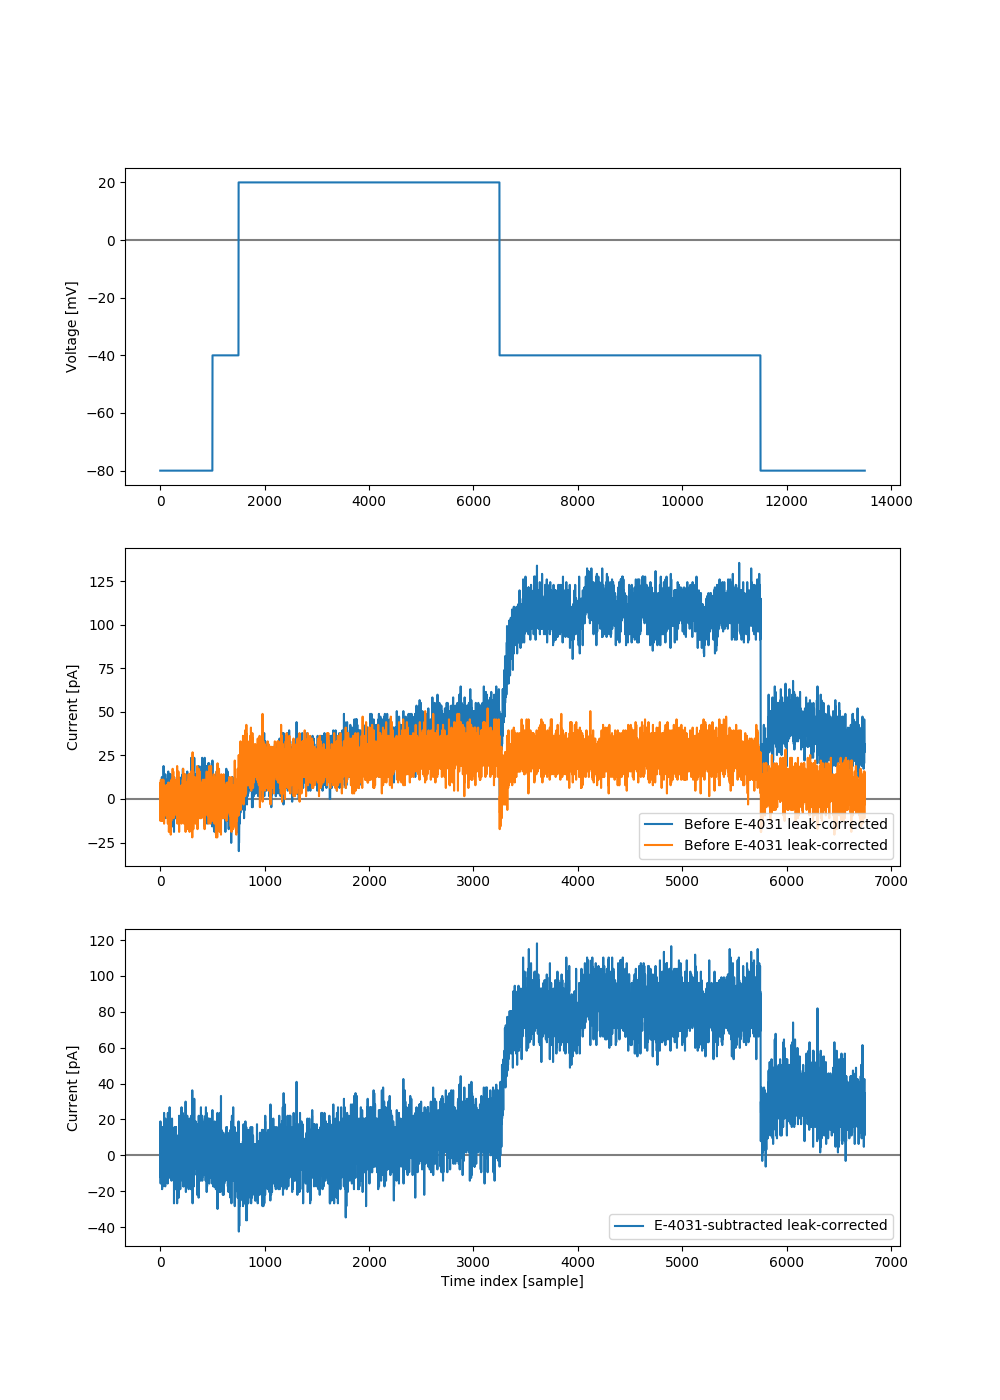 20
0
−20
−40
−60
−80
Voltage [mV]
0 2000 4000 6000 8000 10000 12000 14000
125
100
75
50
25
0
−25
Current [pA]
Before E-4031 leak-corrected
Before E-4031 leak-corrected
0 1000 2000 3000 4000 5000 6000 7000
120
100
80
60
40
20
0
−20
−40
Current [pA]
E-4031-subtracted leak-corrected
0 1000 2000 3000 4000 5000 6000 7000
Time index [sample]